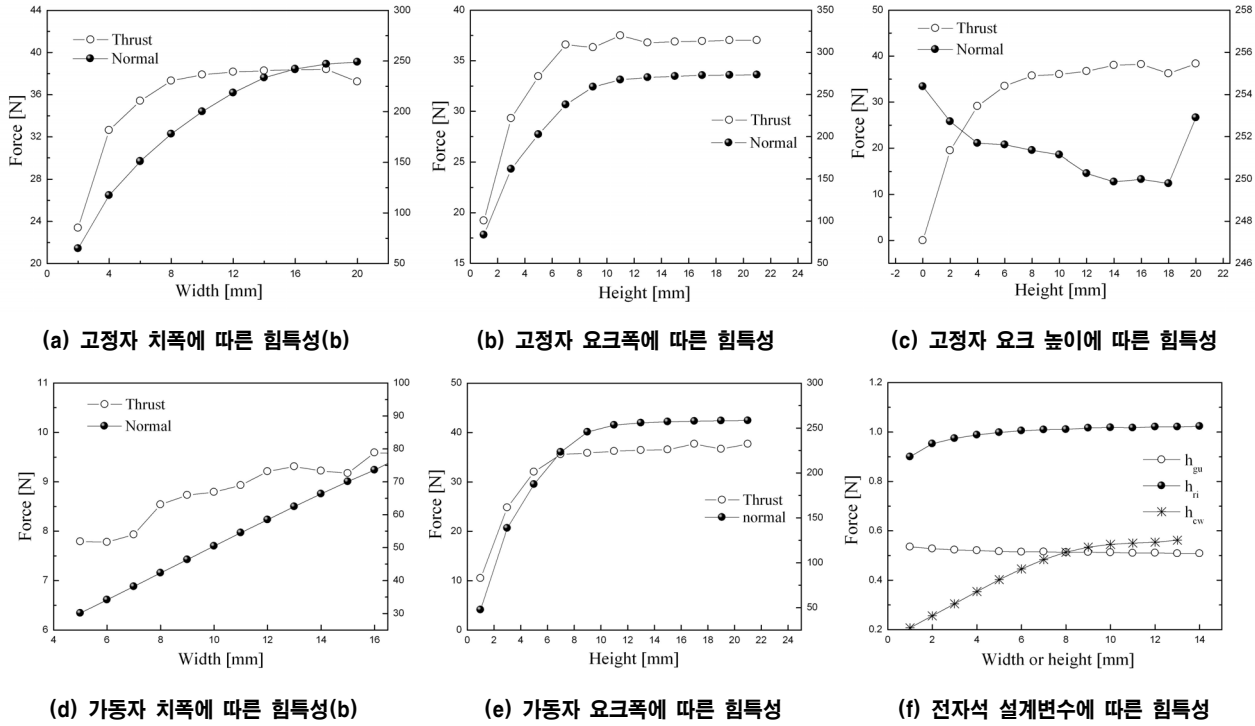 44
40
36
32
28
24
20
300
250
200
150
100
50
0 4 8 12 16 20
Force [N]
Width [mm]
Thrust
Normal
(a) 고정자 치폭에 따른 힘특성(b)
40
35
30
25
20
15
350
300
250
200
150
100
50
0 2 4 6 8 10 12 14 16 18 20 22 24
Force [N]
Height [mm]
Thrust
Normal
(b) 고정자 요크폭에 따른 힘특성
50
40
30
20
10
0
258
256
254
252
250
248
246
-2 0 2 4 6 8 10 12 14 16 18 20 22
Force [N]
Height [mm]
Thrust
Normal
(c) 고정자 요크 높이에 따른 힘특성
11
10
9
8
7
6
100
90
80
70
60
50
40
30
4 6 8 10 12 14 16
Force [N]
Width [mm]
Thrust
Normal
(d) 가동자 치폭에 따른 힘특성(b)
50
40
30
20
10
0
300
250
200
150
100
50
0 2 4 6 8 10 12 14 16 18 20 22 24
Force [N]
Height [mm]
Thrust
normal
(e) 가동자 요크폭에 따른 힘특성
1.2
1.0
0.8
0.6
0.4
0.2
0 2 4 6 8 10 12 14
Force [N]
Width or height [mm]
h_gu
h_ri
h_cw
(f) 전자석 설계변수에 따른 힘특성